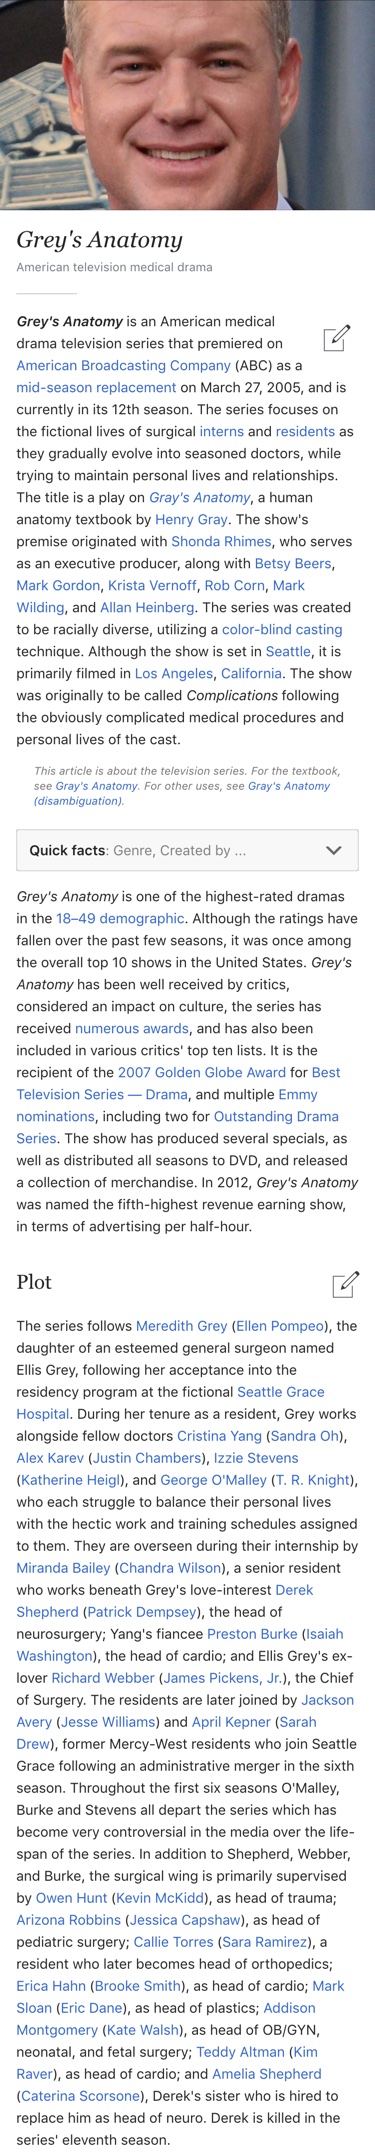 Grey's Anatomy
American television medical drama
Grey's Anatomy is an American medical
drama television series that premiered on
American Broadcasting Company (ABC) as a
mid-season replacement on March 27, 2005, and is
currently in its 12th season. The series focuses on
the fictional lives of surgical interns and residents as
they gradually evolve into seasoned doctors, while
trying to maintain personal lives and relationships.
The title is a play on Gray's Anatomy, a human
anatomy textbook by Henry Gray. The show's
premise originated with Shonda Rhimes, who serves
as an executive producer, along with Betsy Beers,
Mark Gordon, Krista Vernoff, Rob Corn, Mark
Wilding, and Allan Heinberg. The series was created
to be racially diverse, utilizing a color-blind casting
technique. Although the show is set in Seattle, it is
primarily filmed in Los Angeles, California. The show
was originally to be called Complications following
the obviously complicated medical procedures and
personal lives of the cast.
This article is about the television series. For the textbook,
see Gray's Anatomy. For other uses, see Gray's Anatomy
(disambiguation).
Quick facts: Genre, Created by ...
Grey's Anatomy is one of the highest-rated dramas
in the 18–49 demographic. Although the ratings have
fallen over the past few seasons, it was once among
the overall top 10 shows in the United States. Grey's
Anatomy has been well received by critics,
considered an impact on culture, the series has
received numerous awards, and has also been
included in various critics' top ten lists. It is the
recipient of the 2007 Golden Globe Award for Best
Television Series — Drama, and multiple Emmy
nominations, including two for Outstanding Drama
Series. The show has produced several specials, as
well as distributed all seasons to DVD, and released
a collection of merchandise. In 2012, Grey's Anatomy
was named the fifth-highest revenue earning show,
in terms of advertising per half-hour.
Plot
The series follows Meredith Grey (Ellen Pompeo), the
daughter of an esteemed general surgeon named
Ellis Grey, following her acceptance into the
residency program at the fictional Seattle Grace
Hospital. During her tenure as a resident, Grey works
alongside fellow doctors Cristina Yang (Sandra Oh),
Alex Karev (Justin Chambers), Izzie Stevens
(Katherine Heigl), and George O'Malley (T. R. Knight),
who each struggle to balance their personal lives
with the hectic work and training schedules assigned
to them. They are overseen during their internship by
Miranda Bailey (Chandra Wilson), a senior resident
who works beneath Grey's love-interest Derek
Shepherd (Patrick Dempsey), the head of
neurosurgery; Yang's fiancee Preston Burke (Isaiah
Washington), the head of cardio; and Ellis Grey's ex-
lover Richard Webber (James Pickens, Jr.), the Chief
of Surgery. The residents are later joined by Jackson
Avery (Jesse Williams) and April Kepner (Sarah
Drew), former Mercy-West residents who join Seattle
Grace following an administrative merger in the sixth
season. Throughout the first six seasons O'Malley,
Burke and Stevens all depart the series which has
become very controversial in the media over the life-
span of the series. In addition to Shepherd, Webber,
and Burke, the surgical wing is primarily supervised
by Owen Hunt (Kevin McKidd), as head of trauma;
Arizona Robbins (Jessica Capshaw), as head of
pediatric surgery; Callie Torres (Sara Ramirez), a
resident who later becomes head of orthopedics;
Erica Hahn (Brooke Smith), as head of cardio; Mark
Sloan (Eric Dane), as head of plastics; Addison
Montgomery (Kate Walsh), as head of OB/GYN,
neonatal, and fetal surgery; Teddy Altman (Kim
Raver), as head of cardio; and Amelia Shepherd
(Caterina Scorsone), Derek's sister who is hired to
replace him as head of neuro. Derek is killed in the
series' eleventh season.